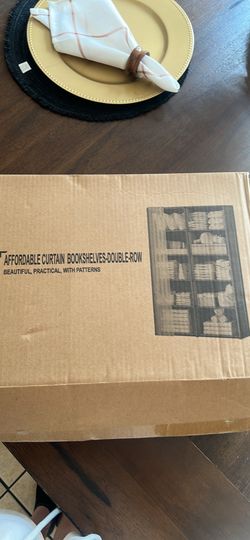 AFFORDABLE CURTAIN BOOKSHELVES-DOUBLE-ROW
BEAUTIFUL, PRACTICAL, WITH PATTERNS